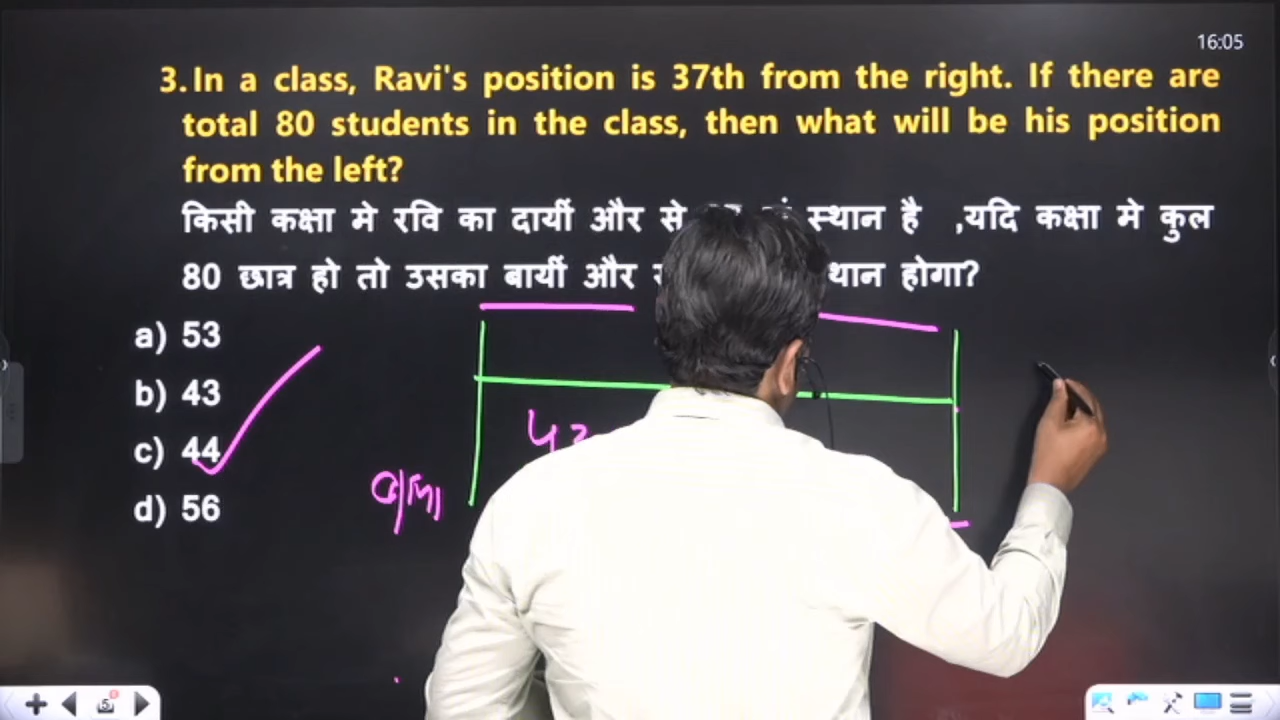 16:05
3. In a class, Ravi's position is 37th from the right. If there are
total 80 students in the class, then what will be his position
from the left?
किसी कक्षा मे रवि का दायीं और से स्थान है ,यदि कक्षा मे कुल
80 छात्र हो तो उसका बायीं और होगा?
a) 53
b) 43
c) 44
d) 56